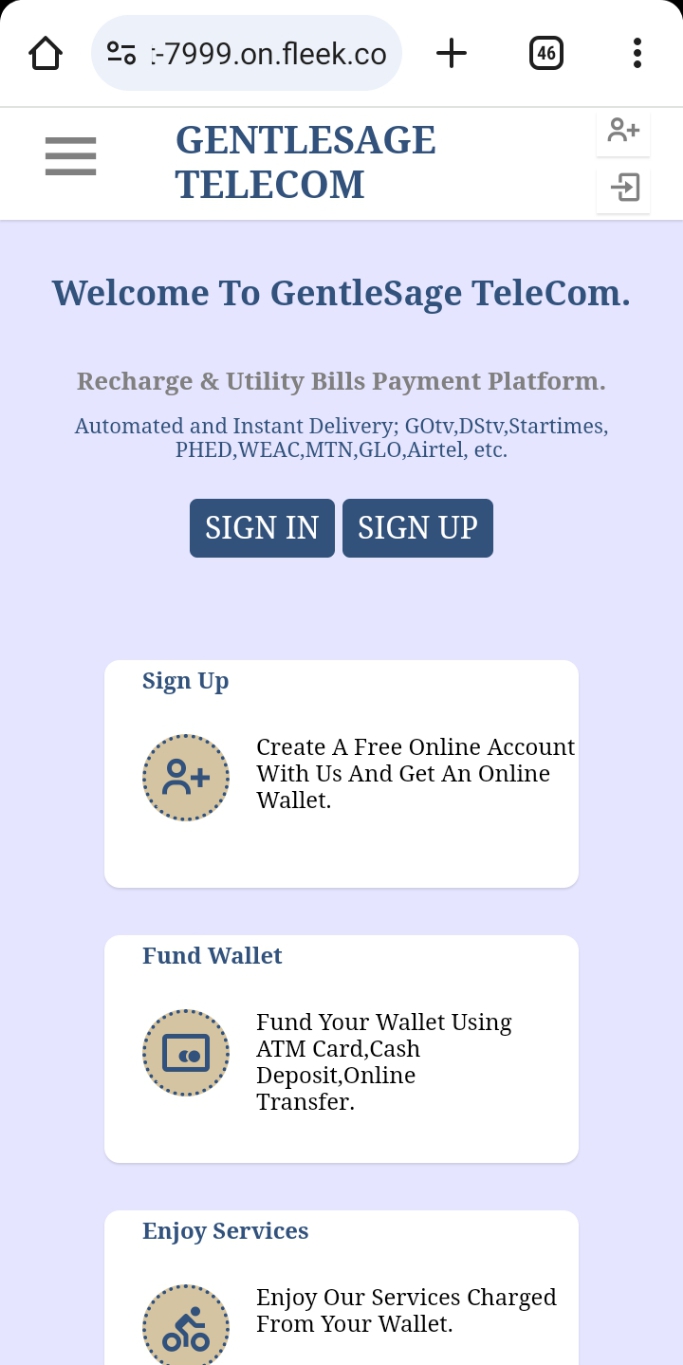 :-7999.on.fleek.co
46
GENTLESAGE
TELECOM
Welcome To GentleSage TeleCom.
Recharge & Utility Bills Payment Platform.
Automated and Instant Delivery; GOtv,DStv,Startimes,
PHED,WEAC,MTN,GLO,Airtel, etc.
SIGN IN SIGN UP
Sign Up
Create A Free Online Account
With Us And Get An Online
Wallet.
Fund Wallet
Fund Your Wallet Using
ATM Card,Cash
Deposit,Online
Transfer.
Enjoy Services
Enjoy Our Services Charged
From Your Wallet.